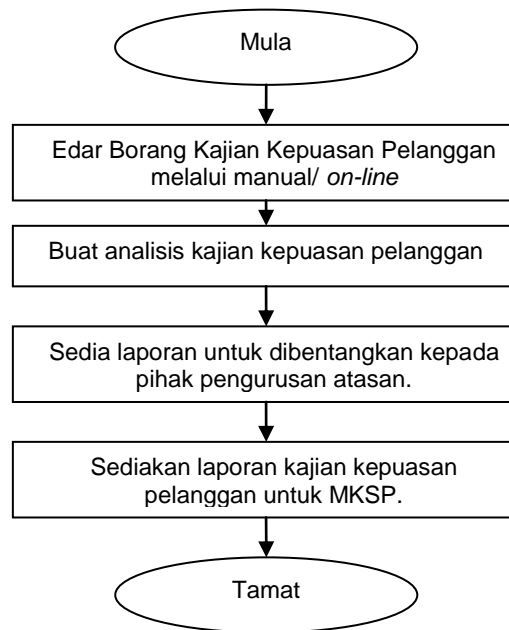 Mula
Edar Borang Kajian Kepuasan Pelanggan
melalui manual/ on-line
Buat analisis kajian kepuasan pelanggan
Sedia laporan untuk dibentangkan kepada
pihak pengurusan atasan.
Sediakan laporan kajian kepuasan
pelanggan untuk MKSP.
Tamat